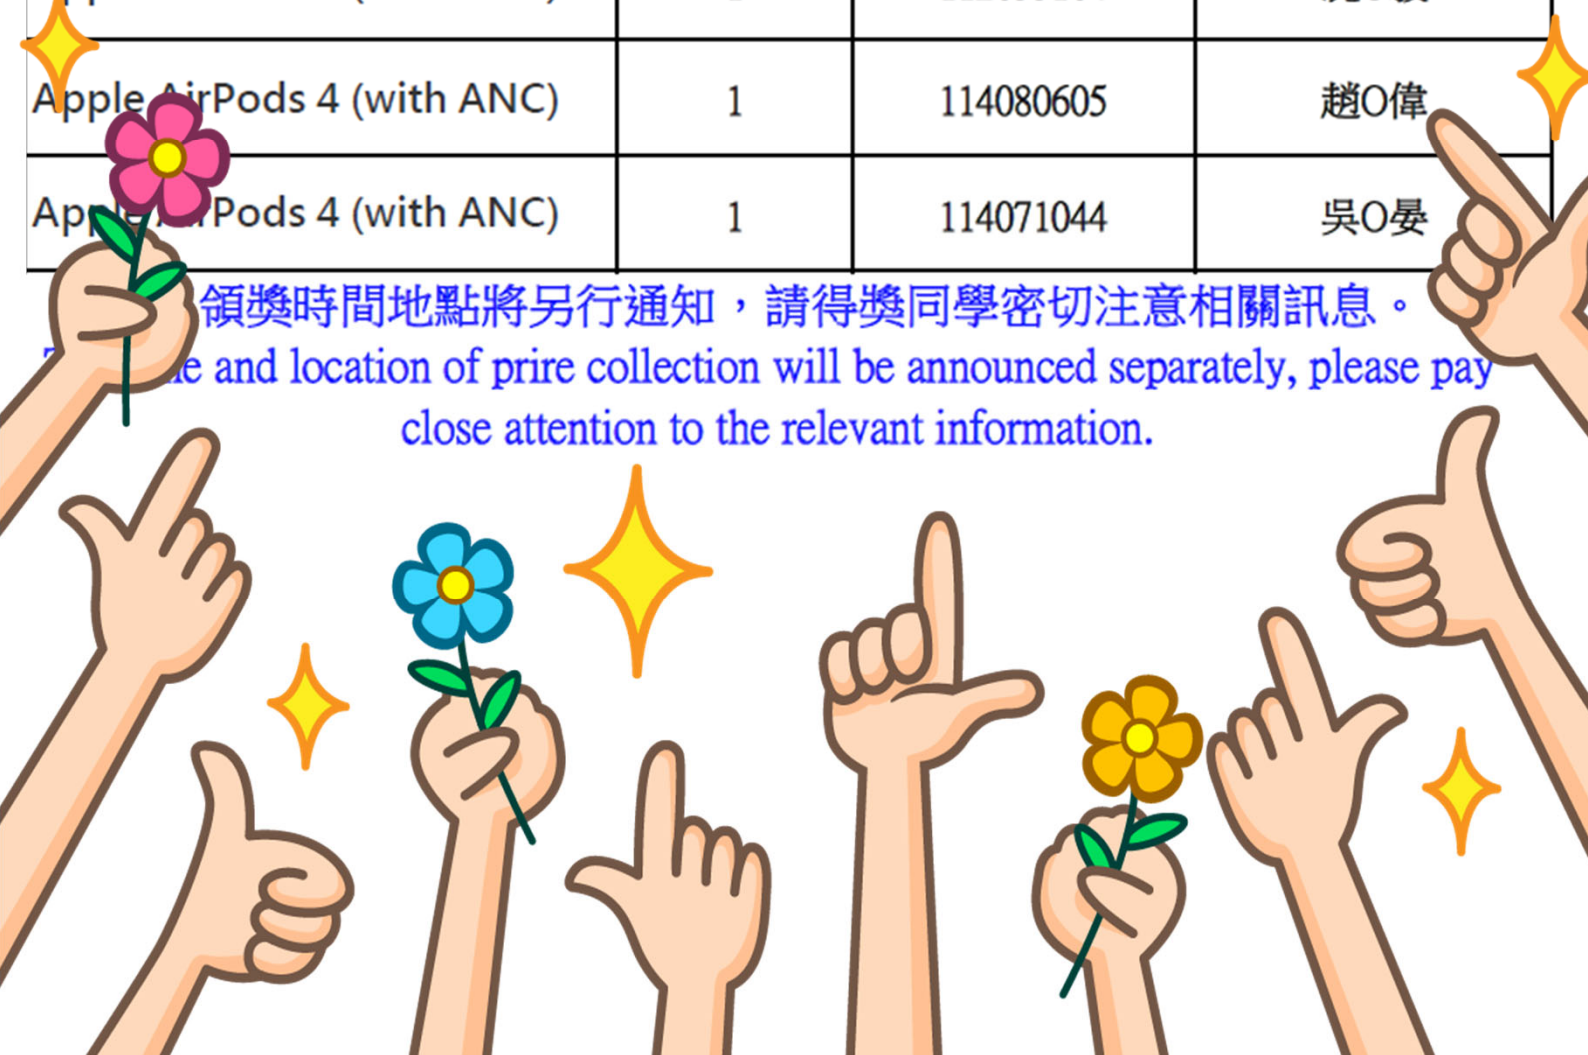 Apple AirPods 4 (with ANC) 1 114080605 趙O偉
Apple AirPods 4 (with ANC) 1 114071044 吳O晏
領獎時間地點將另行通知，請得獎同學密切注意相關訊息。
and location of prire collection will be announced separately, please pay
close attention to the relevant information.